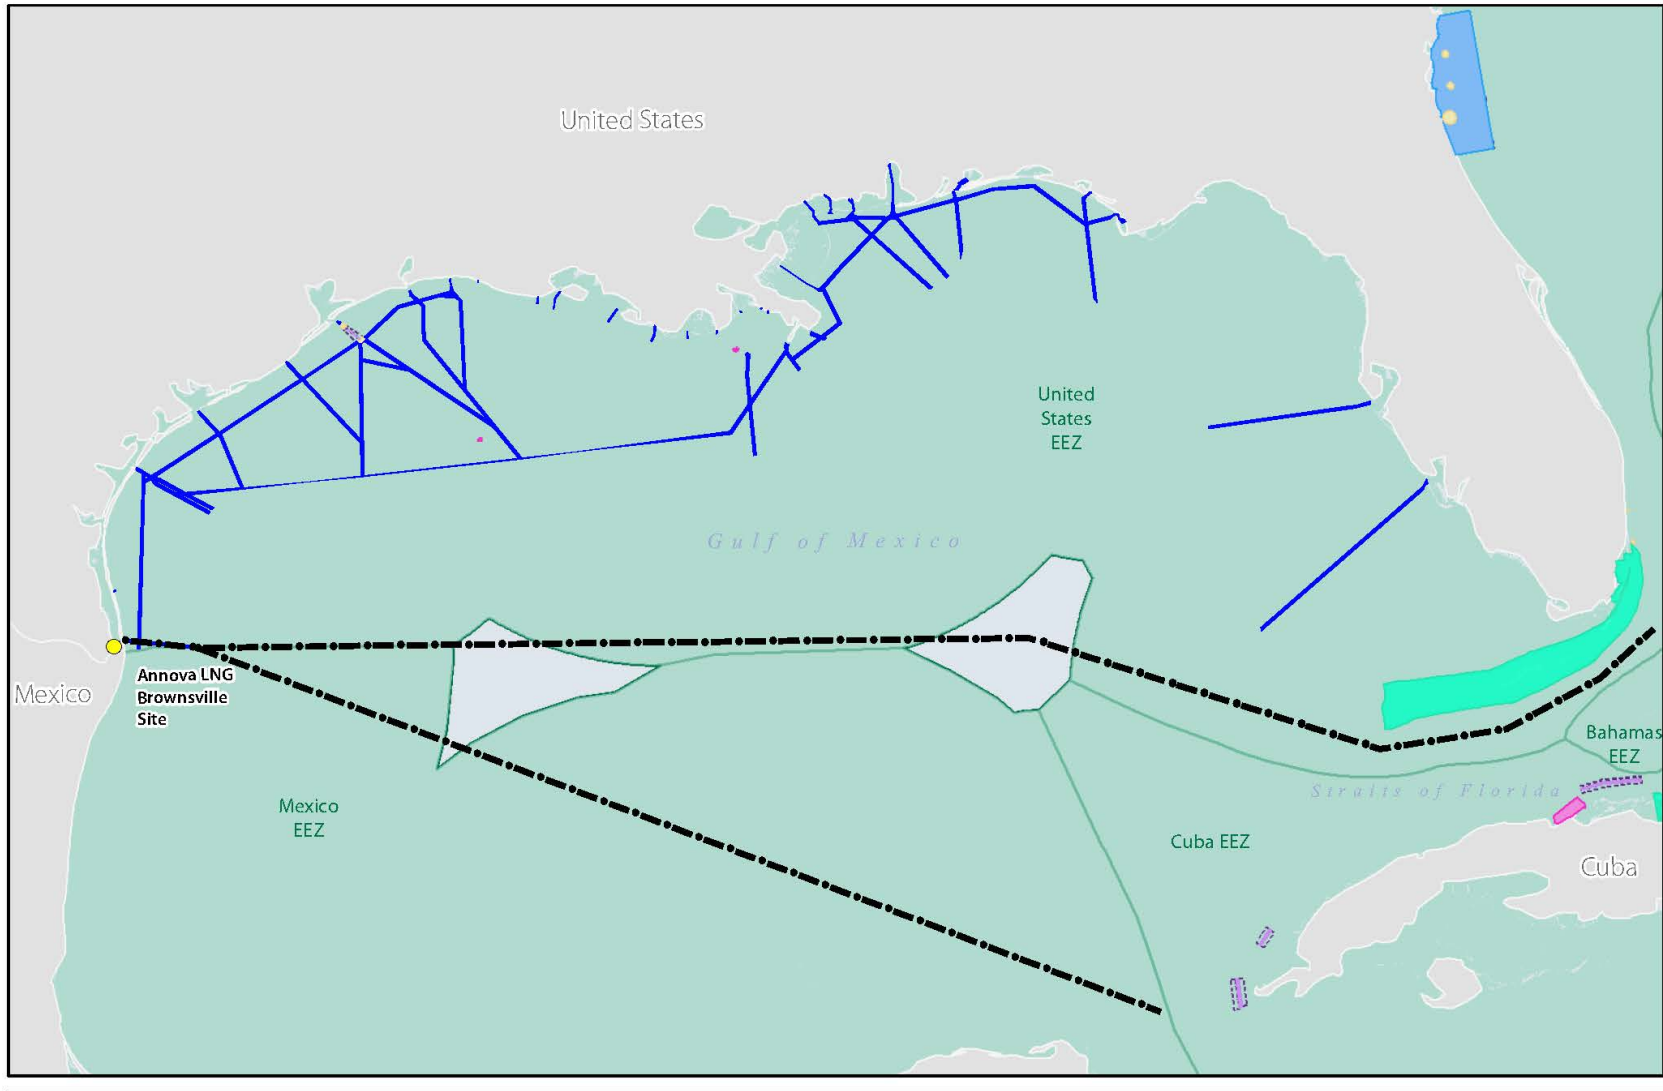 United States
United
States
EEZ
Gulf of Mexico
Annova LNG
Brownsville
Site
Mexico
Bahamas
EEZ
Straits of Florida
Mexico
EEZ
Cuba EEZ
Cuba